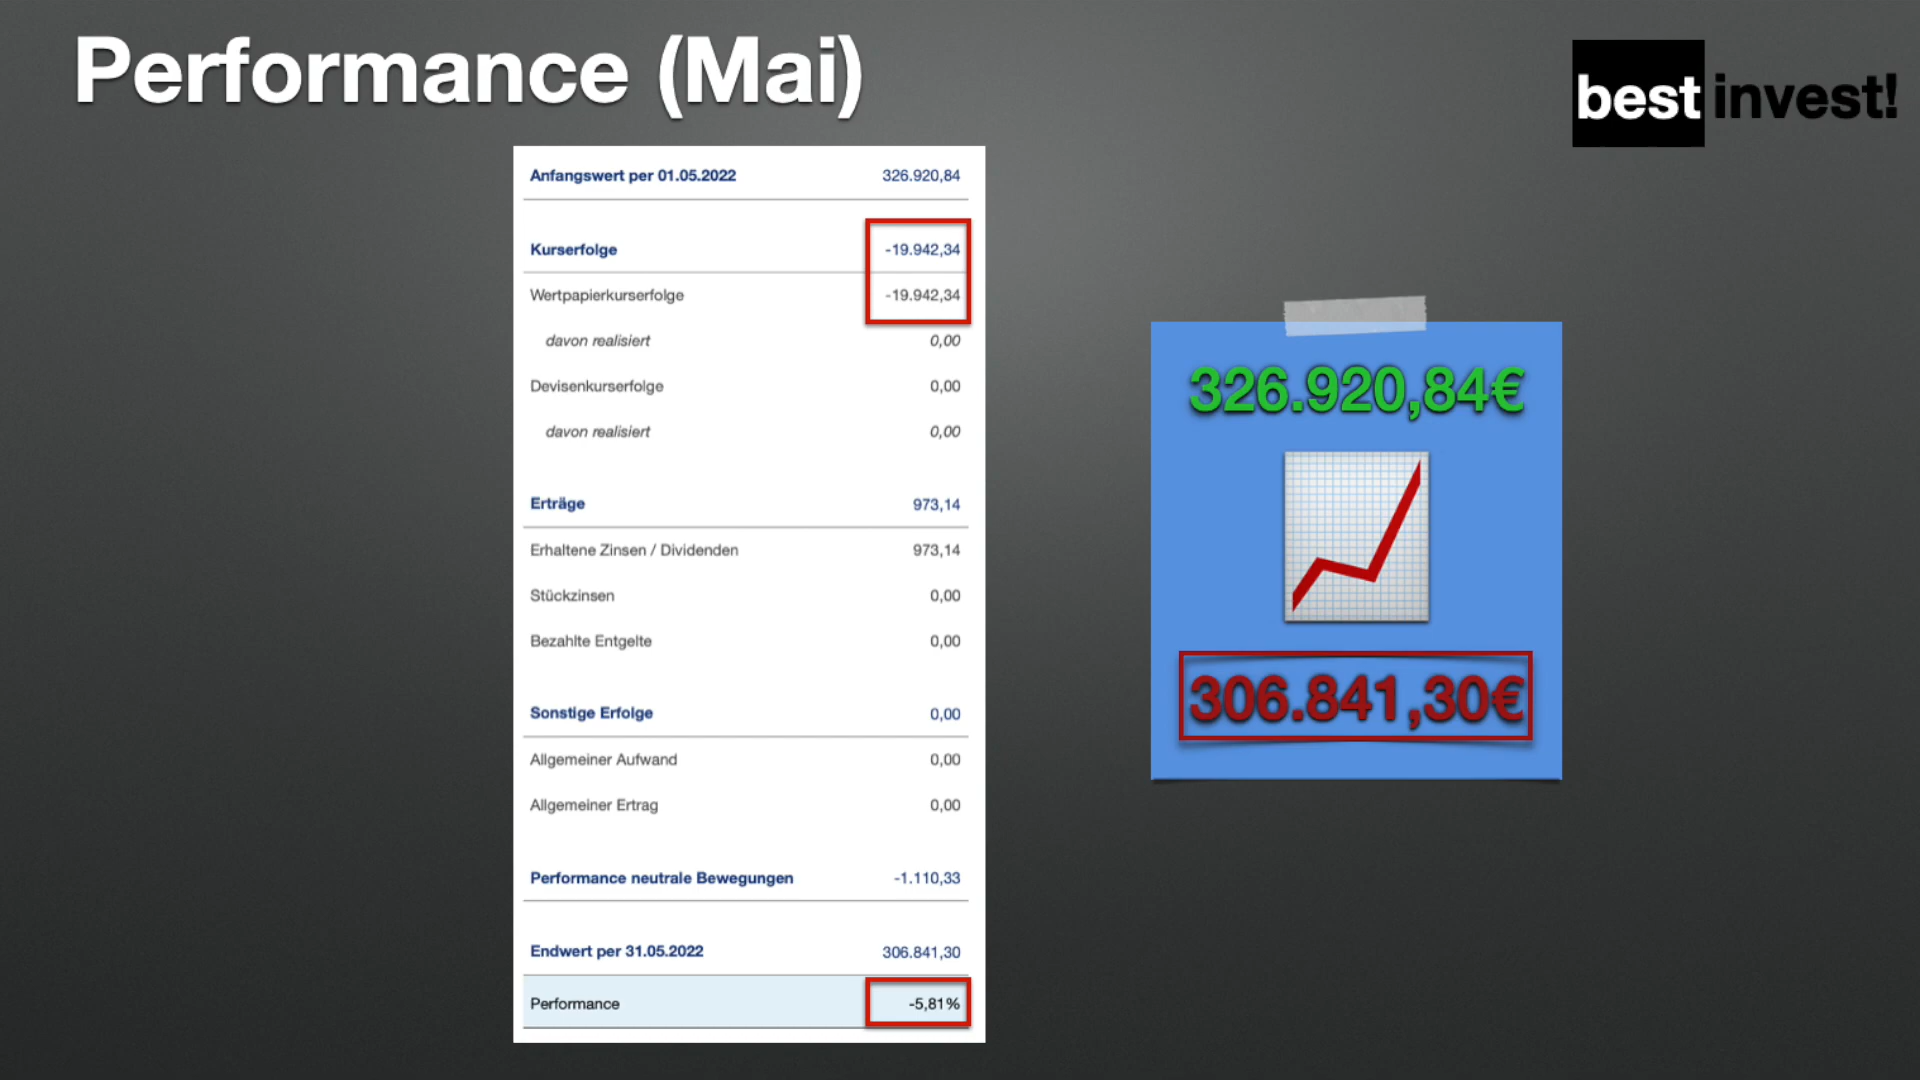 Performance (Mai)
best invest!
Anfangswert per 01.05.2022 326.920,84
Kurserfolge -19.942,34
Wertpapierkurserfolge -19.942,34
davon realisiert 0,00
Devisenkurserfolge 0,00
davon realisiert 0,00
Erträge 973,14
Erhaltene Zinsen / Dividenden 973,14
Stückzinsen 0,00
Bezahlte Entgelte 0,00
Sonstige Erfolge 0,00
Allgemeiner Aufwand 0,00
Allgemeiner Ertrag 0,00
Performance neutrale Bewegungen -1.110,33
Endwert per 31.05.2022 306.841,30
Performance -5,81%
326.920,84€
306.841,30€